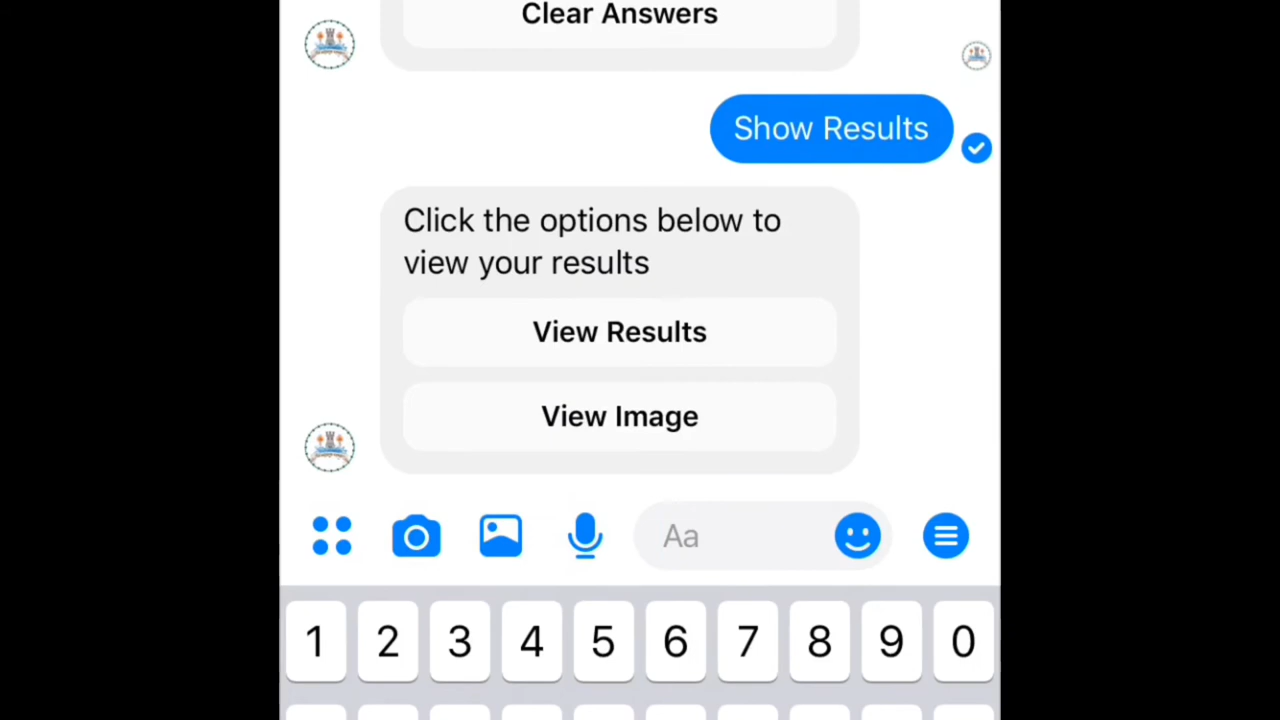 Clear Answers
Show Results
Click the options below to
view your results
View Results
View Image
Aa
1 2 3 4 5 6 7 8 9 0